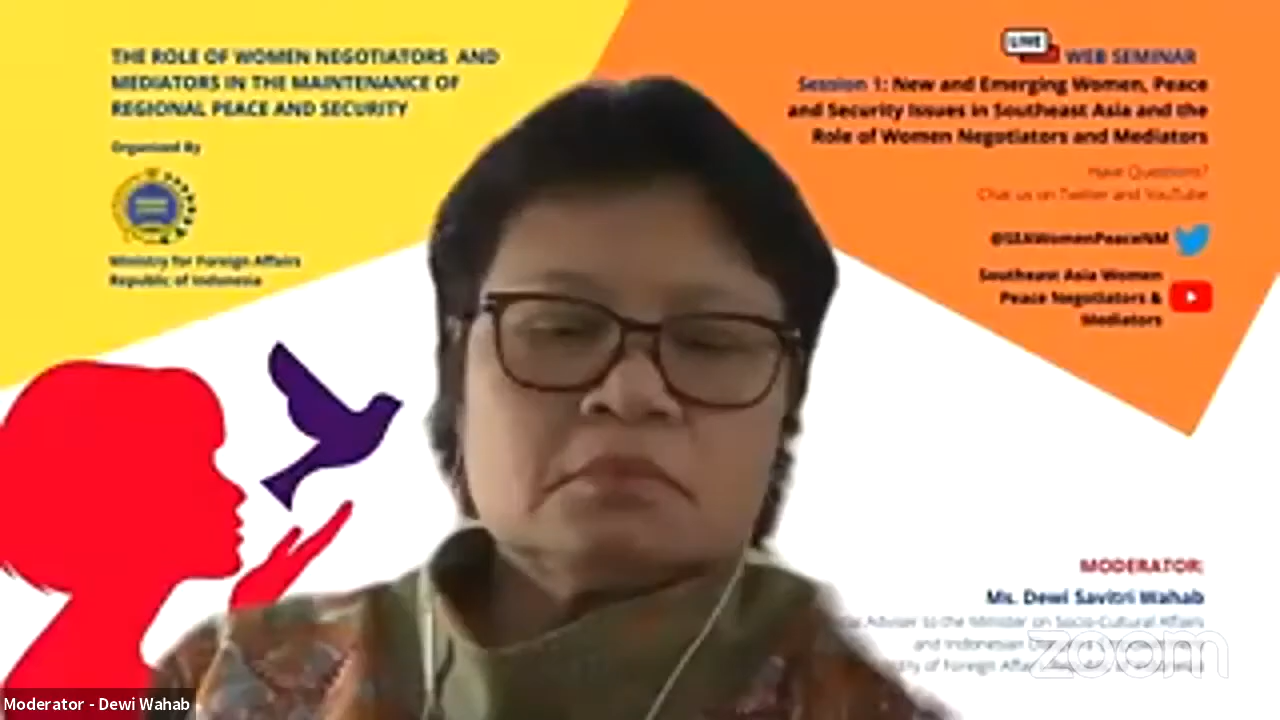 THE ROLE OF WOMEN NEGOTIATORS AND
MEDIATORS IN THE MAINTENANCE OF
REGIONAL PEACE AND SECURITY
Organized By
Ministry for Foreign Affairs
Republic of Indonesia
LIVE
WEB SEMINAR
Session 1: New and Emerging Women, Peace
and Security Issues in Southeast Asia and the
Role of Women Negotiators and Mediators
Have Questions?
Chat us on Twitter and YouTube
@SEAWomenPeaceNM
Southeast Asia Women
Peace Negotiators &
Mediators
MODERATOR:
Ms. Dewi Savitri Wahab
Adviser to the Minister on Socio-Cultural Affairs
and Indonesian
of Foreign
zoom
Moderator - Dewi Wahab